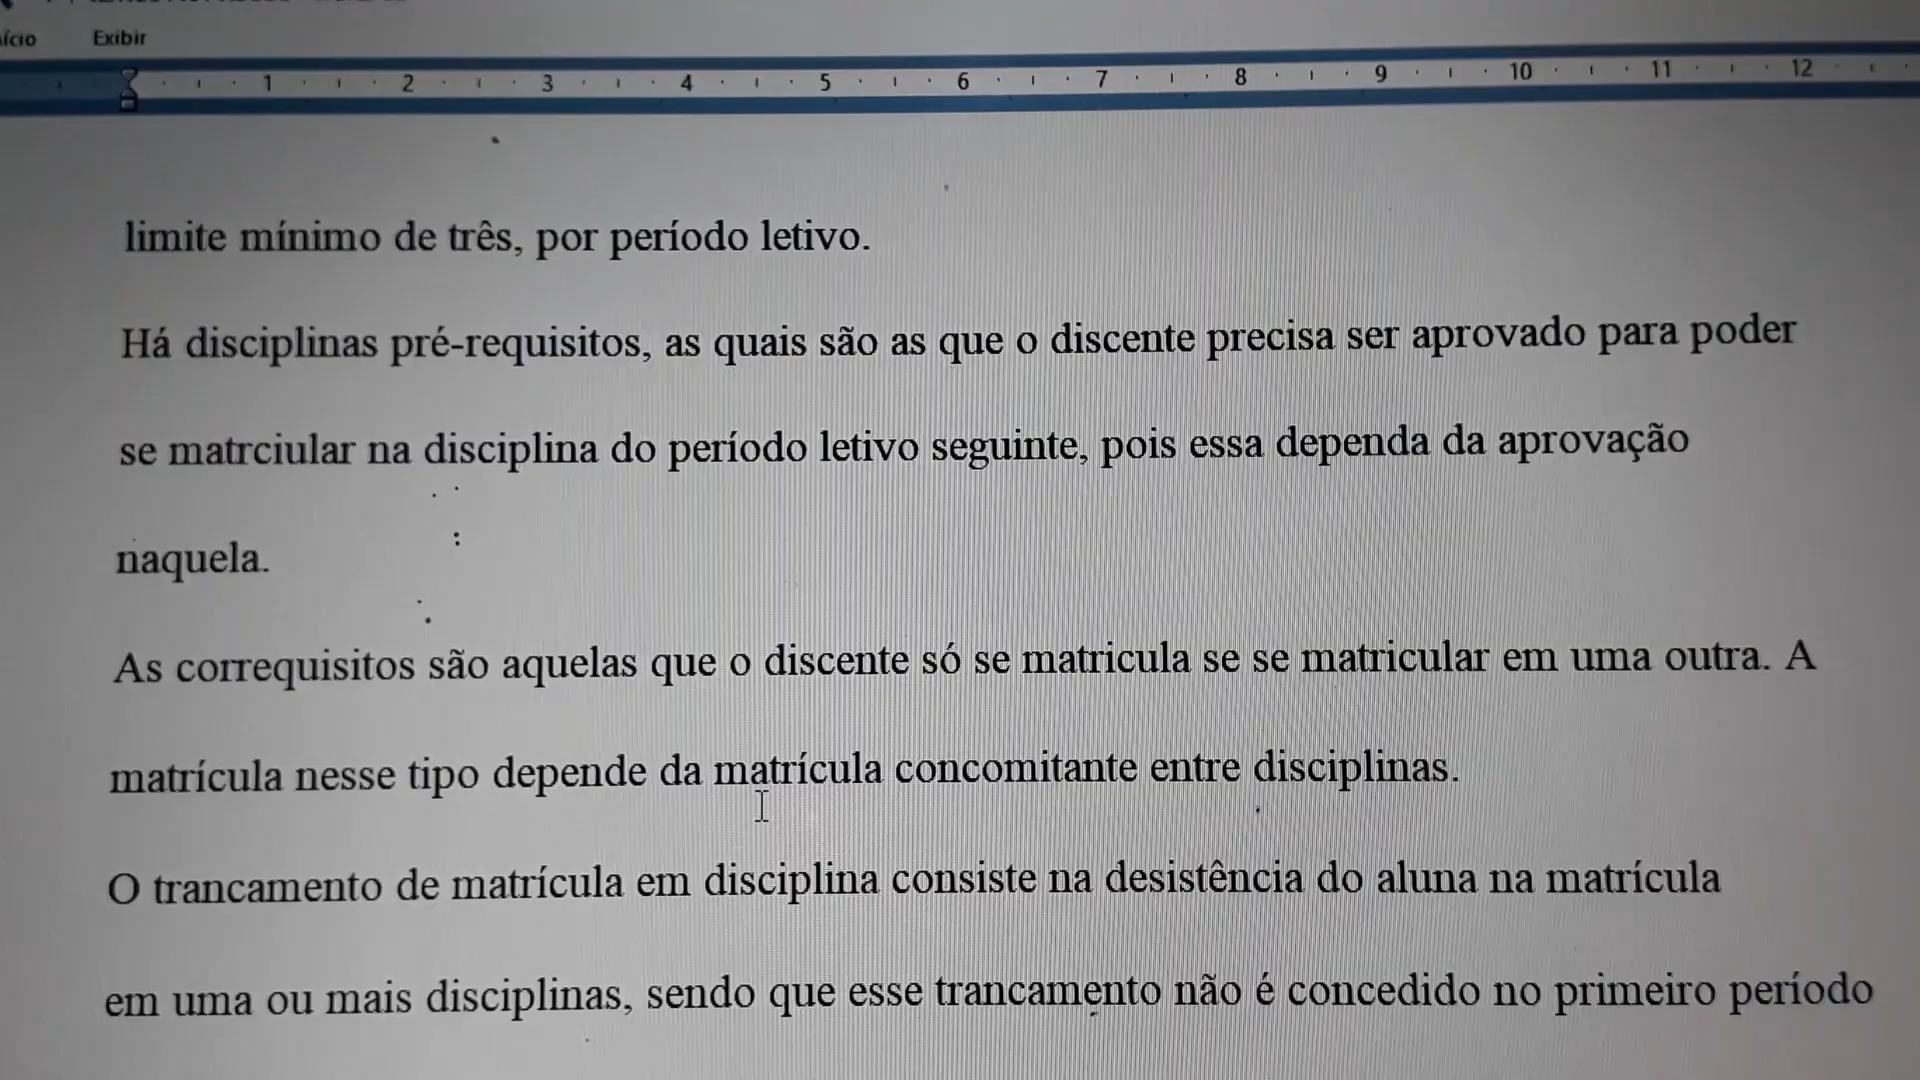 Exibir
1 2 3 4 5 6 7 8 9 10 11 12
limite mínimo de três, por período letivo.
Há disciplinas pré-requisitos, as quais são as que o discente precisa ser aprovado para poder
se matrciular na disciplina do período letivo seguinte, pois essa dependa da aprovação
naquela.
As correquisitos são aquelas que o discente só se matricula se se matricular em uma outra. A
matrícula nesse tipo depende da matrícula concomitante entre disciplinas.
O trancamento de matrícula em disciplina consiste na desistência do aluna na matrícula
em uma ou mais disciplinas, sendo que esse trancamento não é concedido no primeiro período